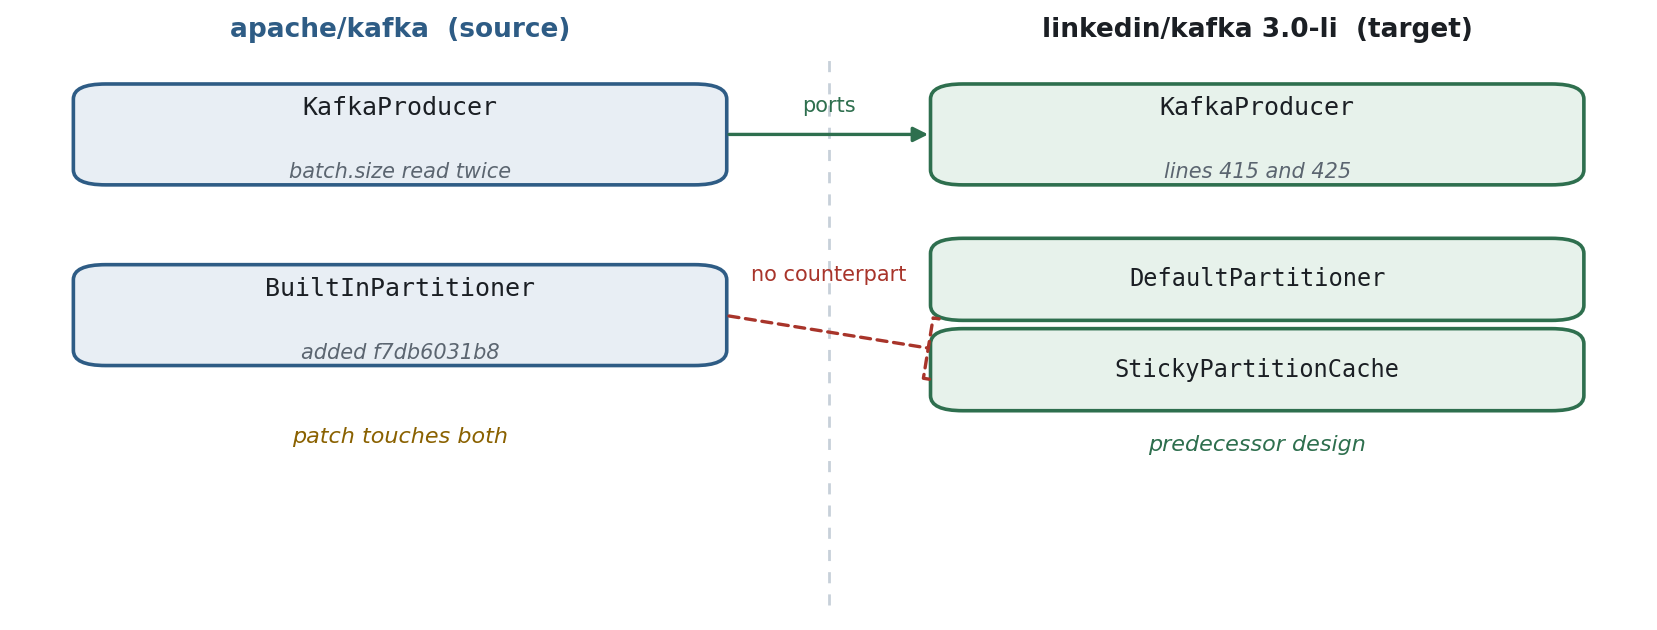 apache/kafka  (source)
linkedin/kafka 3.0-li  (target)
KafkaProducer
batch.size read twice
ports
KafkaProducer
lines 415 and 425
BuiltInPartitioner
added f7db6031b8
no counterpart
DefaultPartitioner
StickyPartitionCache
patch touches both
predecessor design